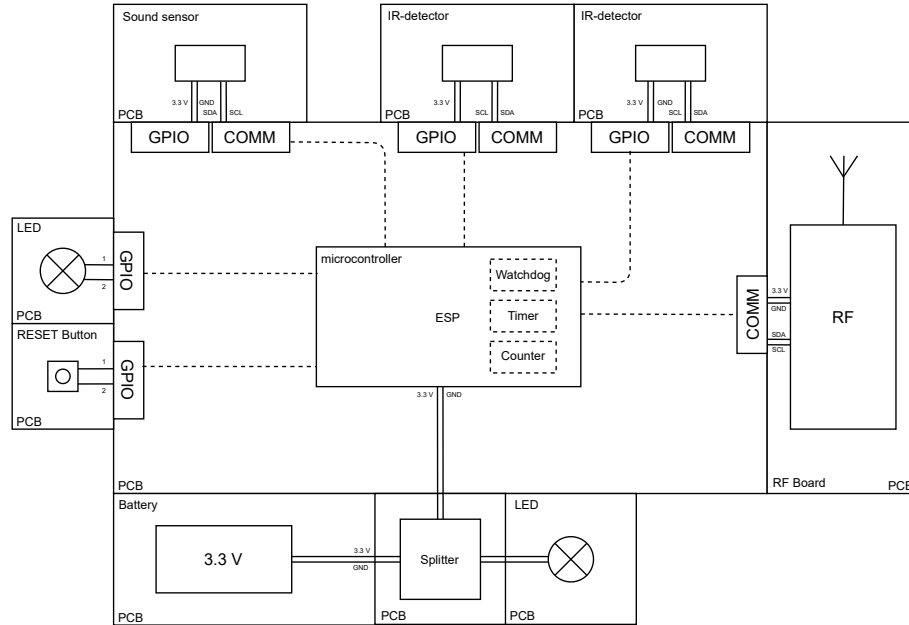 Sound sensor
IR-detector
IR-detector
3.3 V
GND
SDA
SCL
3.3 V
SCL
SDA
3.3 V
GND
SCL
SDA
PCB
PCB
PCB
GPIO
COMM
GPIO
COMM
GPIO
COMM
LED
1
2
GPIO
PCB
RESET Button
1
2
GPIO
PCB
microcontroller
ESP
Watchdog
Timer
Counter
3.3 V
GND
COMM
3.3 V
GND
SDA
SCL
RF
RF Board
PCB
PCB
Battery
3.3 V
3.3 V
GND
PCB
Splitter
PCB
LED
PCB